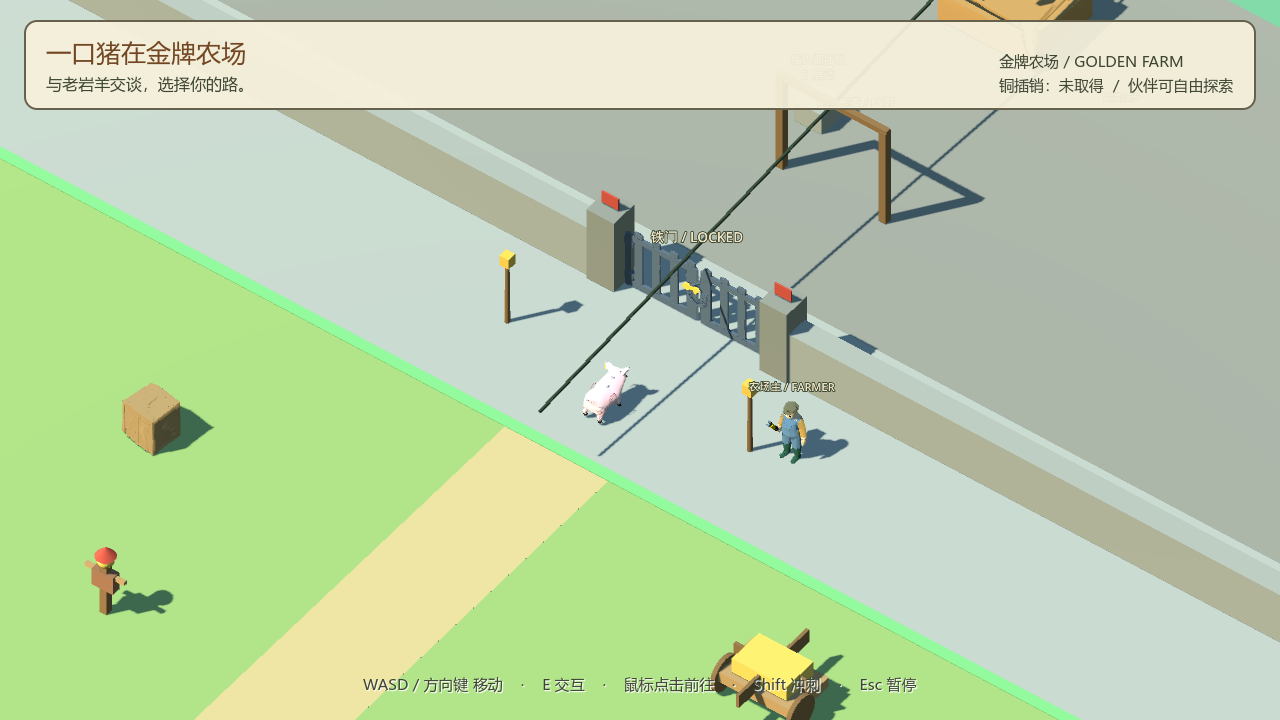 一口猪在金牌农场
与老岩羊交谈，选择你的路。
金牌农场 / GOLDEN FARM
铜插销：未取得 / 伙伴可自由探索
铁门 / LOCKED
农场主 / FARMER
WASD / 方向键 移动 · E 交互 · 鼠标点击前往 · Shift 冲刺 · Esc 暂停